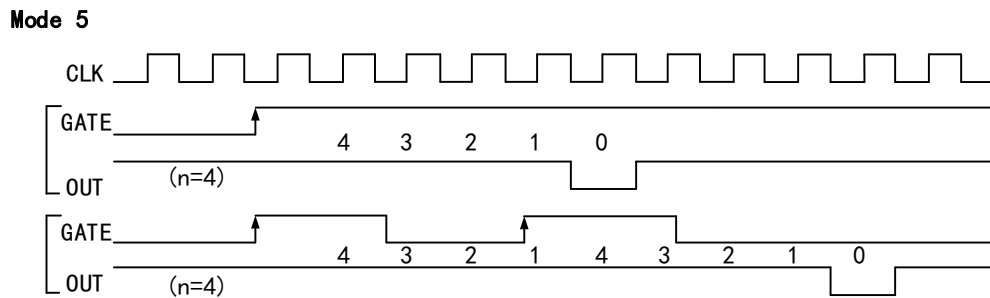 Mode 5
CLK
GATE
4 3 2 1 0
(n=4)
OUT
GATE
4 3 2 1 4 3 2 1 0
OUT
(n=4)